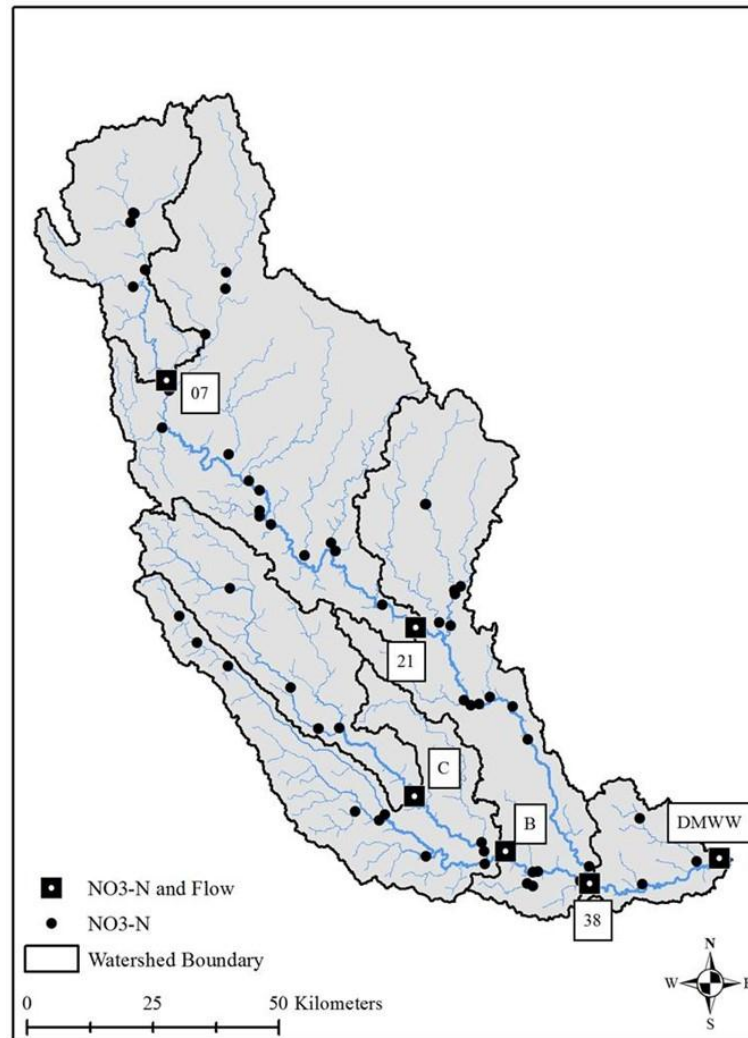 07
21
C
B
DMWW
38
NO3-N and Flow
NO3-N
Watershed Boundary
0 25 50 Kilometers
N
W E
S